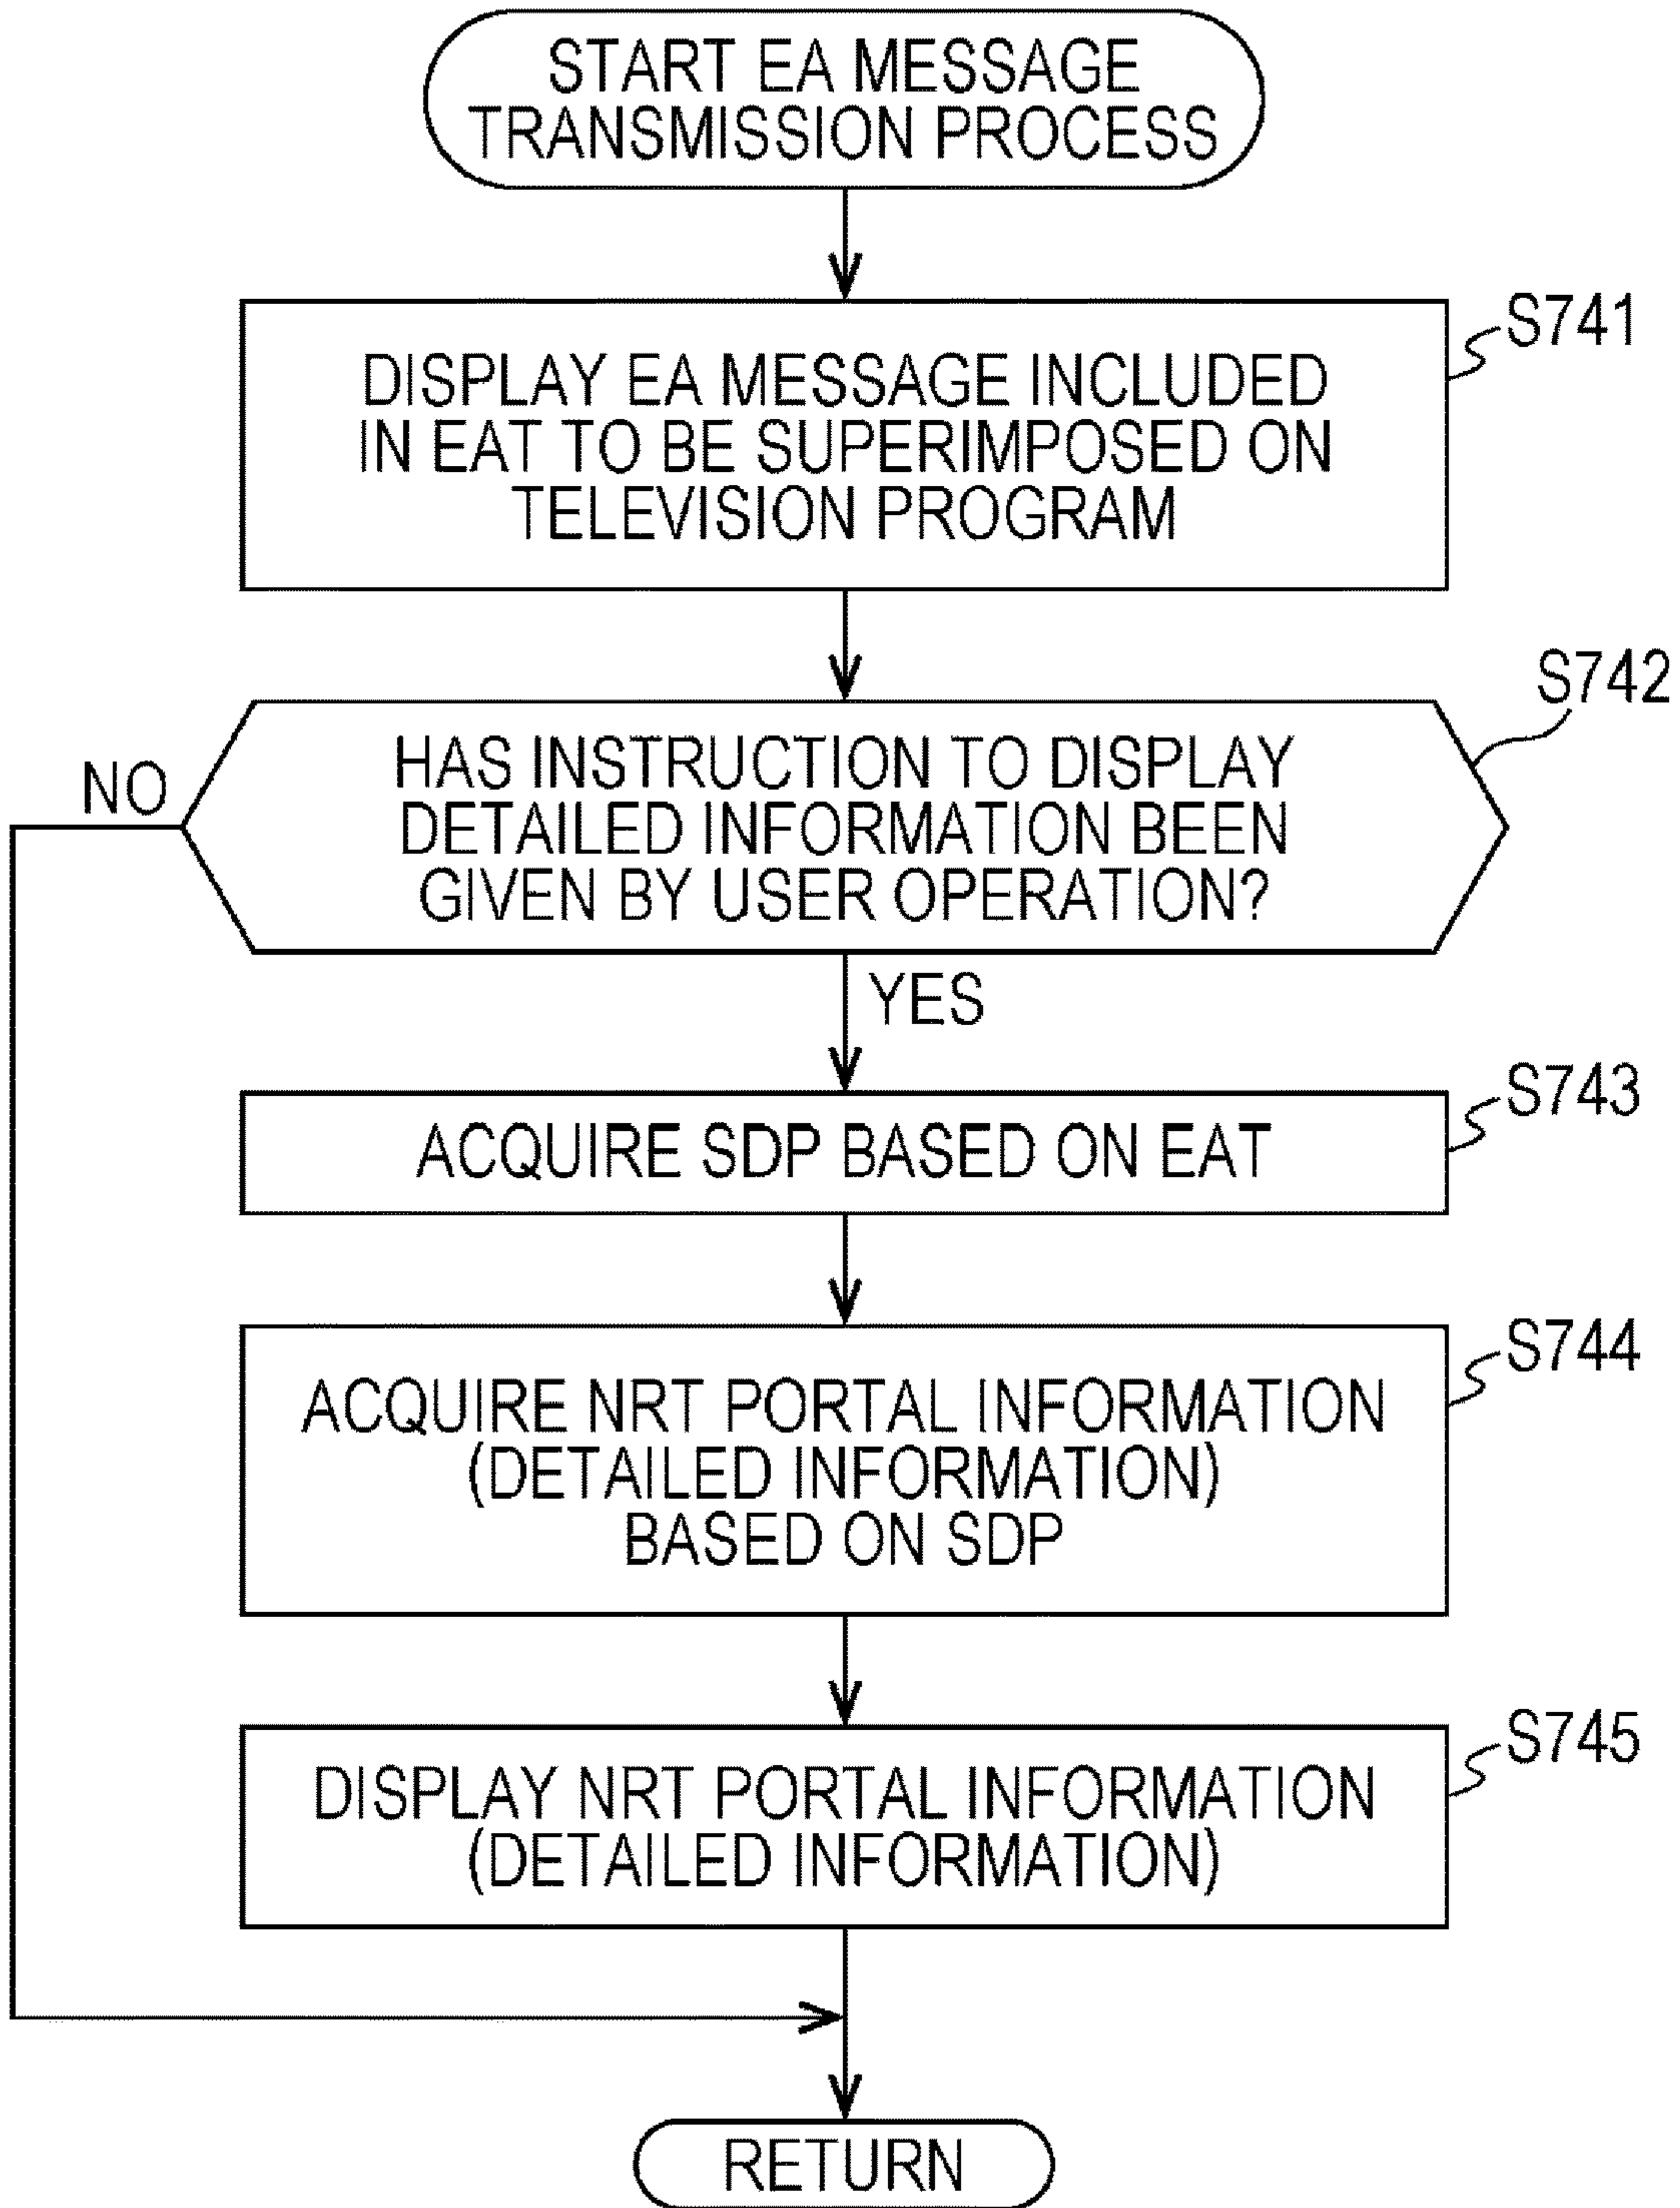 START EA MESSAGE
TRANSMISSION PROCESS
S741
DISPLAY EA MESSAGE INCLUDED
IN EAT TO BE SUPERIMPOSED ON
TELEVISION PROGRAM
S742
NO
HAS INSTRUCTION TO DISPLAY
DETAILED INFORMATION BEEN
GIVEN BY USER OPERATION?
YES
S743
ACQUIRE SDP BASED ON EAT
S744
ACQUIRE NRT PORTAL INFORMATION
(DETAILED INFORMATION)
BASED ON SDP
S745
DISPLAY NRT PORTAL INFORMATION
(DETAILED INFORMATION)
RETURN